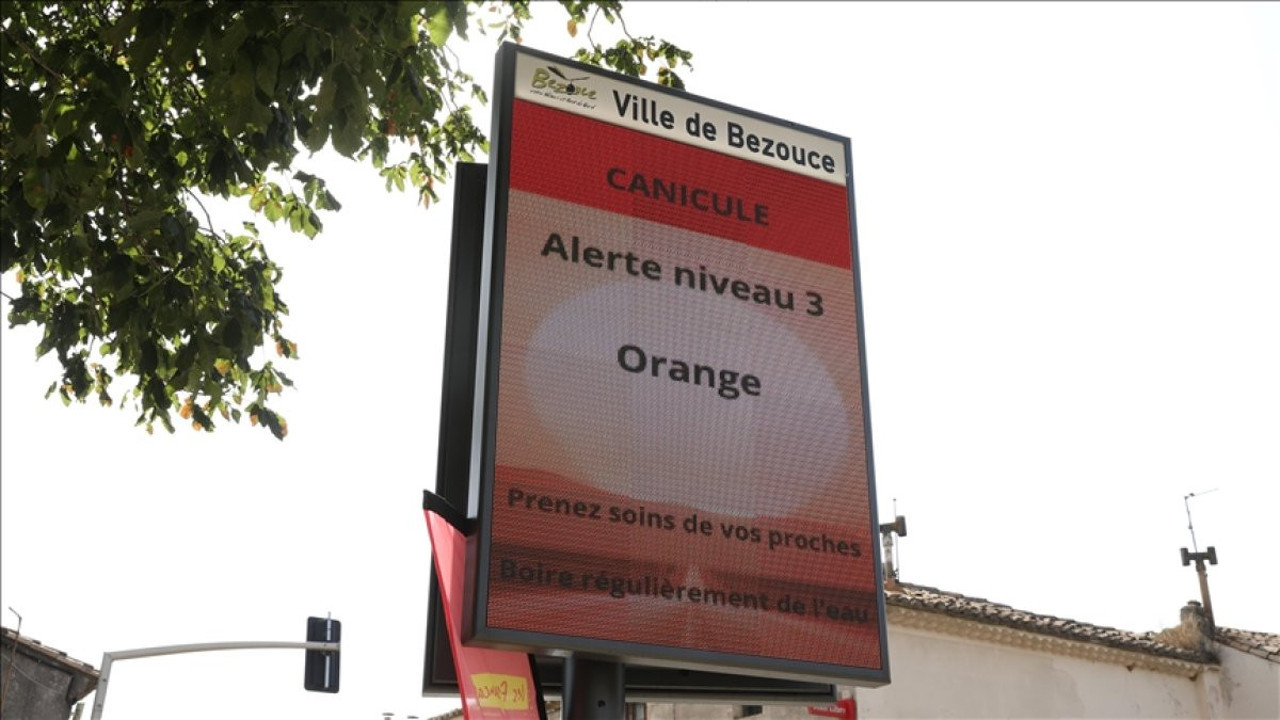 Bezouce
Ville de Bezouce
CANICULE
Alerte niveau 3
Orange
Prenez soins de vos proches
Boire régulièrement de l'eau